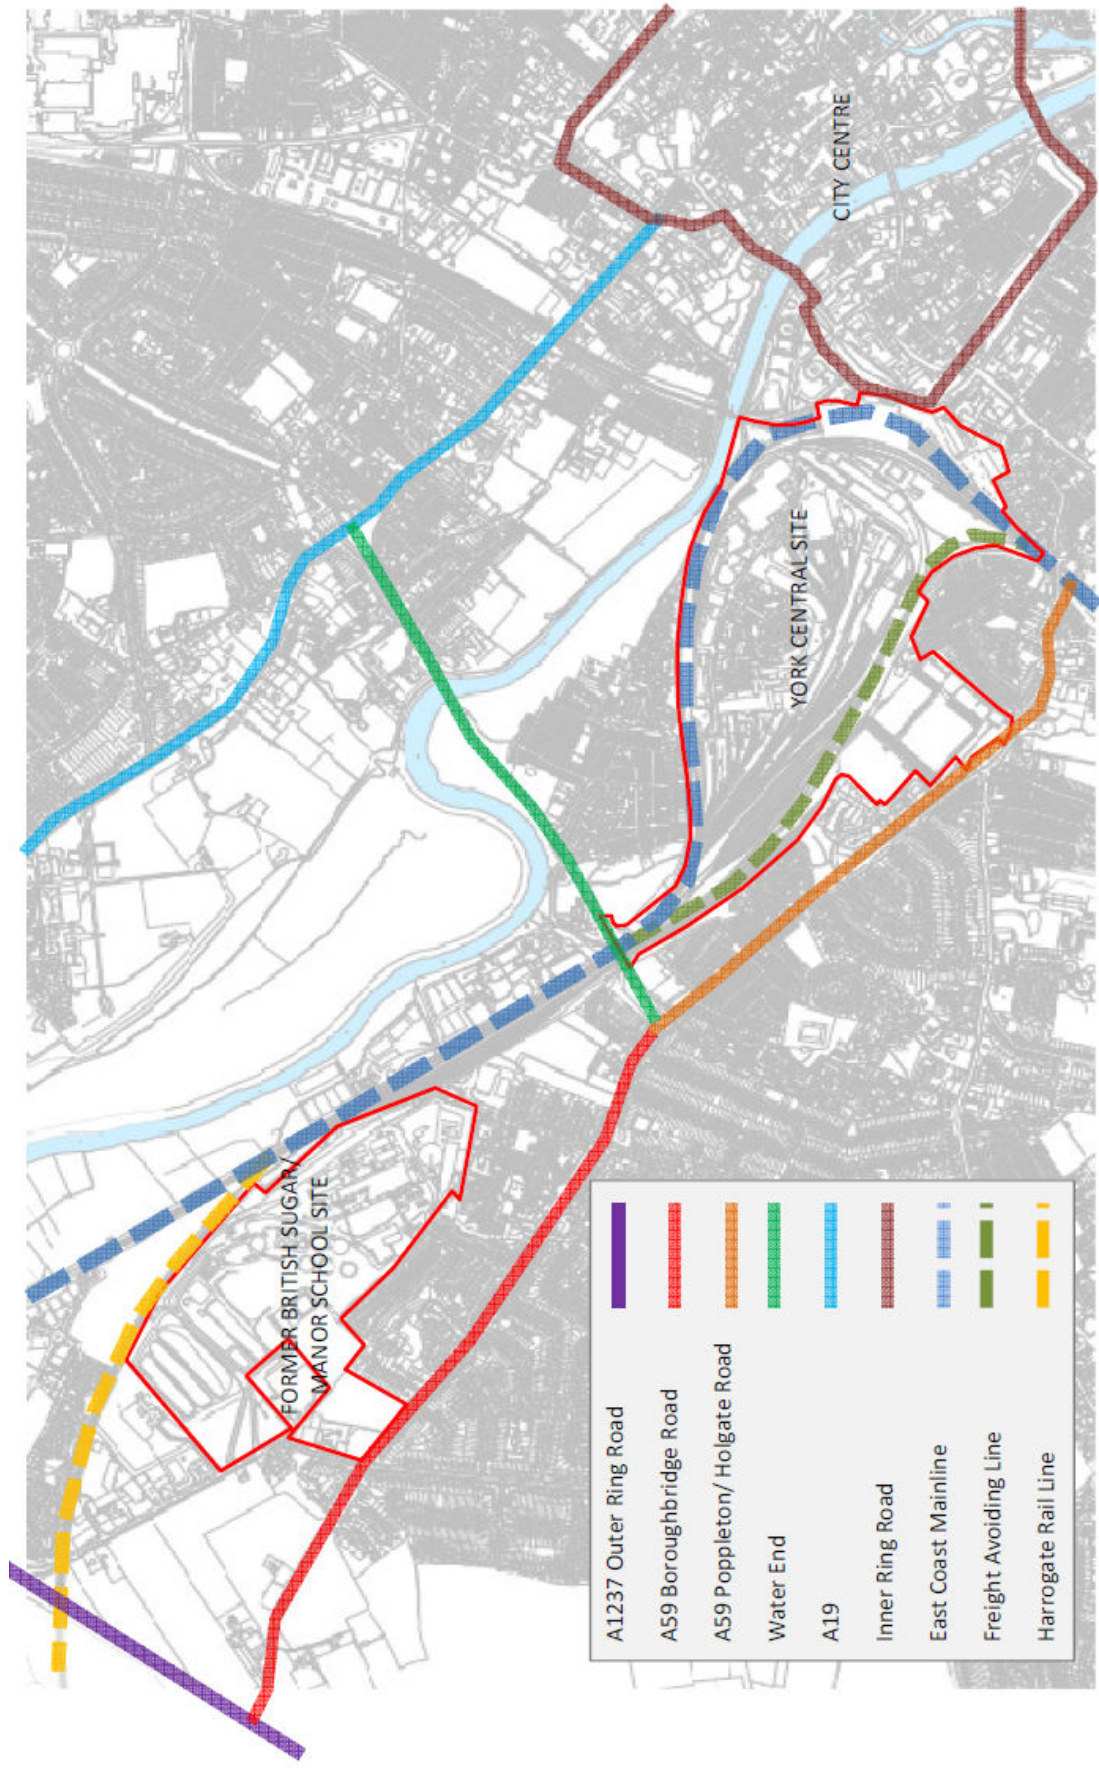 CITY CENTRE
YORK CENTRAL SITE
FORMER BRITISH SUGAR/
MANOR SCHOOL SITE
A1237 Outer Ring Road
A59 Boroughbridge Road
A59 Poppleton/ Holgate Road
Water End
A19
Inner Ring Road
East Coast Mainline
Freight Avoiding Line
Harrogate Rail Line